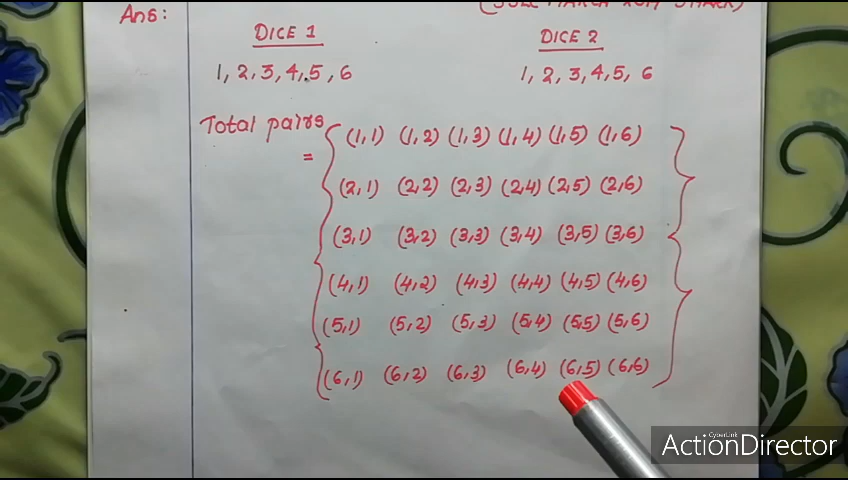 Ans:
DICE 1 DICE 2
1, 2, 3, 4, 5, 6 1, 2, 3, 4, 5, 6
Total pairs
= { (1,1) (1,2) (1,3) (1,4) (1,5) (1,6) }
(2,1) (2,2) (2,3) (2,4) (2,5) (2,6)
(3,1) (3,2) (3,3) (3,4) (3,5) (3,6)
(4,1) (4,2) (4,3) (4,4) (4,5) (4,6)
(5,1) (5,2) (5,3) (5,4) (5,5) (5,6)
(6,1) (6,2) (6,3) (6,4) (6,5) (6,6)
CyberLink
ActionDirector